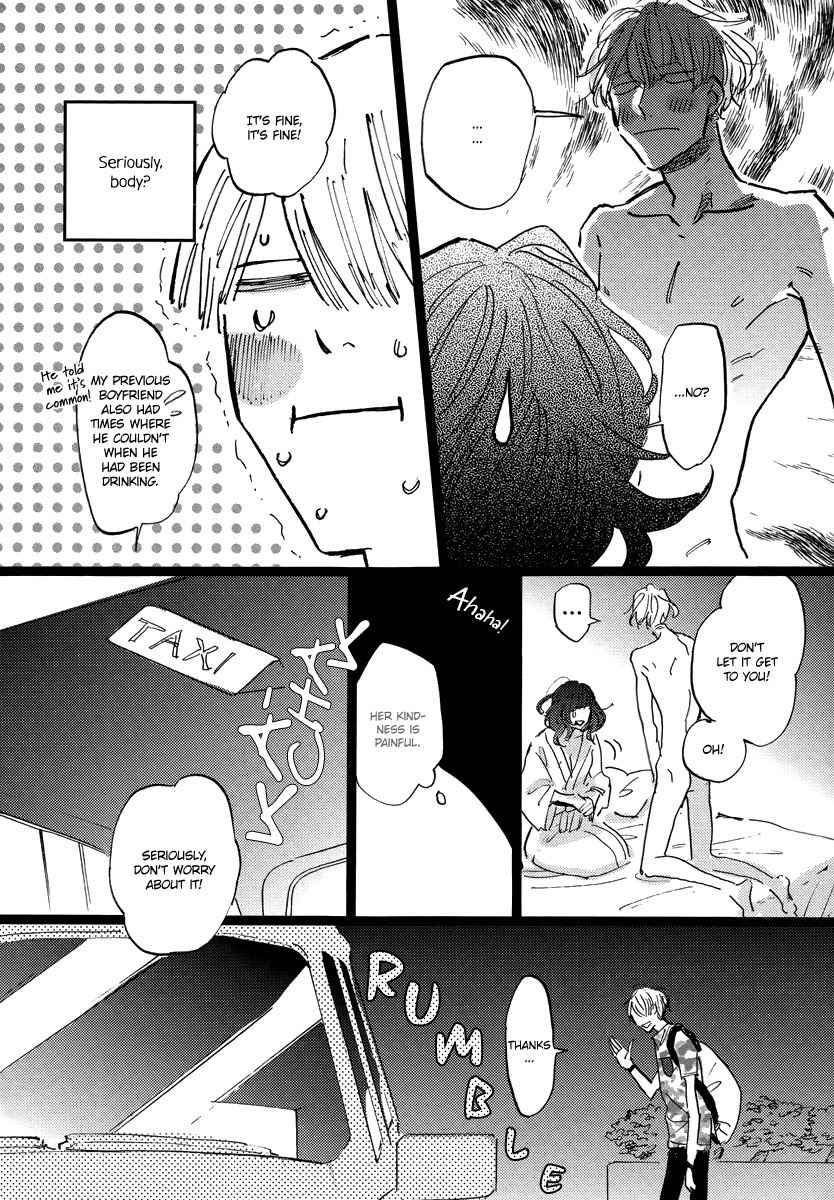 ...
...
...NO?
IT'S FINE,
IT'S FINE!
Seriously,
body?
MY PREVIOUS
BOYFRIEND
ALSO HAD
TIMES WHERE
HE COULDN'T
WHEN HE
HAD BEEN
DRINKING.
He told
me it's
common!
DON'T
LET IT GET
TO YOU!
OH!
...
Ahaha!
HER KIND-
NESS IS
PAINFUL.
TAXI
KA-CHAK
SERIOUSLY,
DON'T WORRY
ABOUT IT!
THANKS
...
RUMBLE